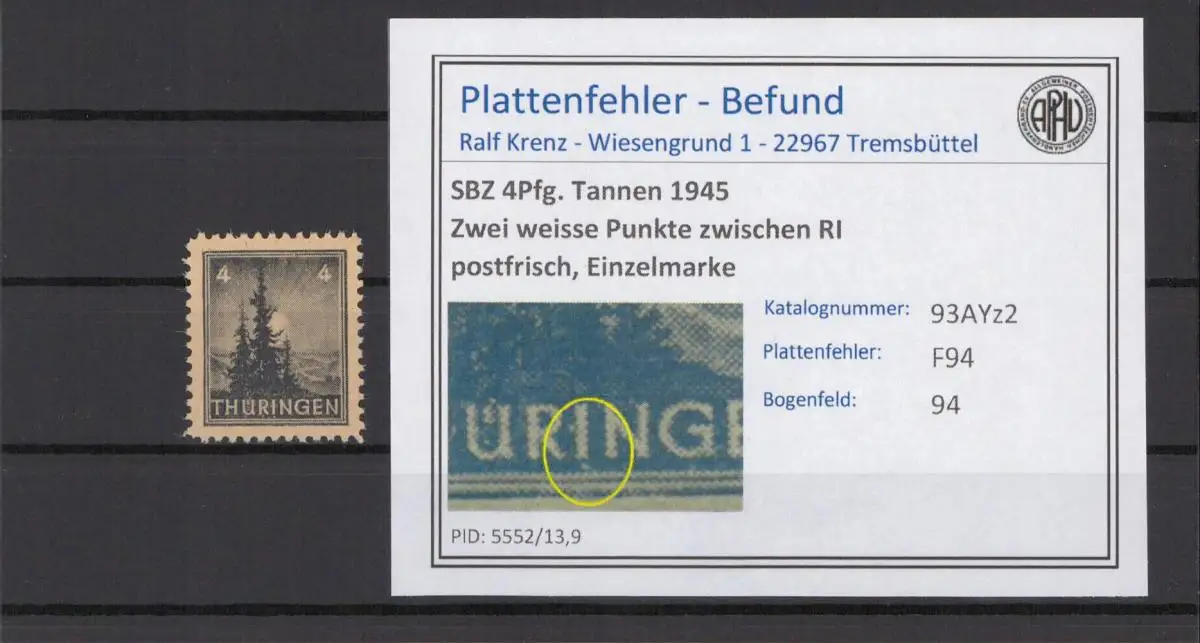 4 4
THÜRINGEN
Plattenfehler - Befund
Ralf Krenz - Wiesengrund 1 - 22967 Tremsbüttel
APHV
SBZ 4Pfg. Tannen 1945
Zwei weisse Punkte zwischen RI
postfrisch, Einzelmarke
ÜRINGE
Katalognummer: 93AYz2
Plattenfehler: F94
Bogenfeld: 94
PID: 5552/13,9